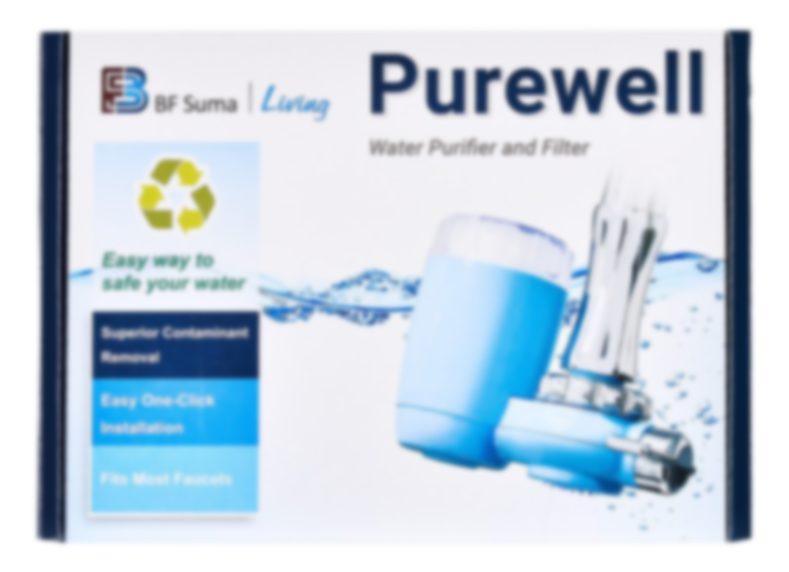 BF Suma | Living
Purewell
Water Purifier and Filter
Easy way to
safe your water
Superior Contaminant
Removal
Easy One-Click
Installation
Fits Most Faucets